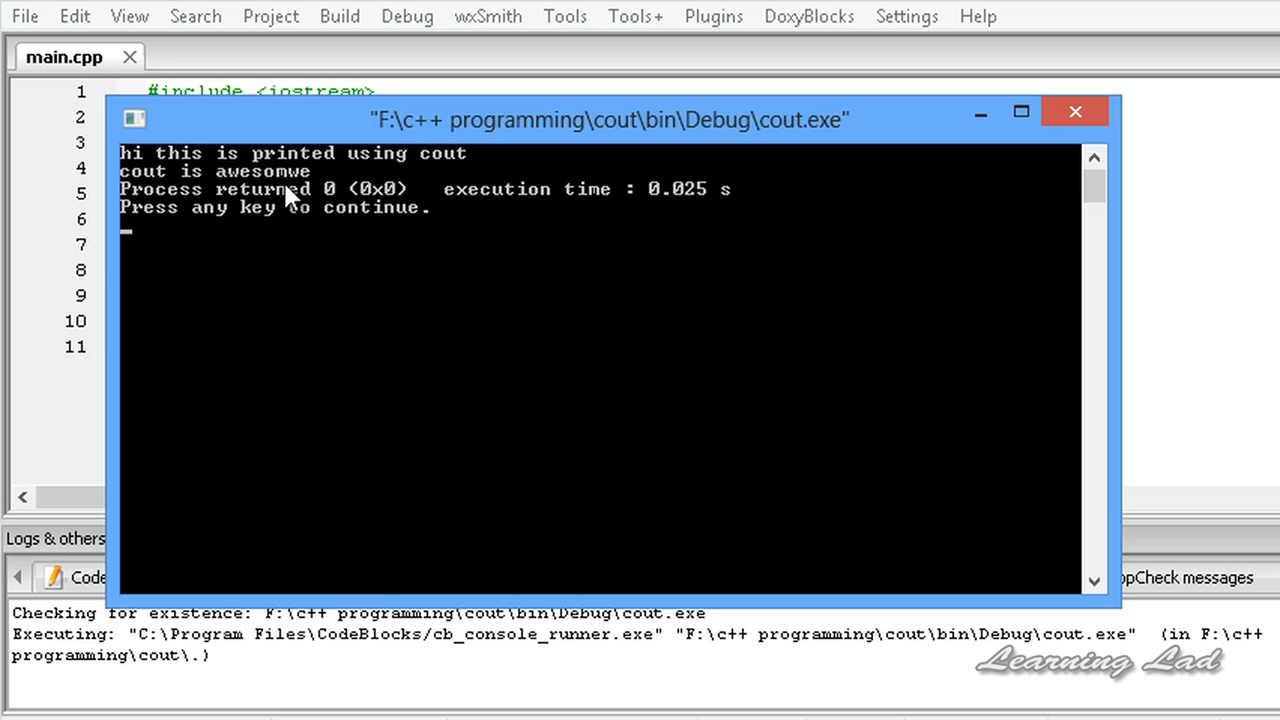 File Edit View Search Project Build Debug wxSmith Tools Tools+ Plugins DoxyBlocks Settings Help
main.cpp
1 #include <iostream>
"F:\c++ programming\cout\bin\Debug\cout.exe"
2
3
4
5
6
7
8
9
10
11
hi this is printed using cout
cout is awesomwe
Process returned 0 (0x0) execution time : 0.025 s
Press any key to continue.
Logs & others
Code
ppCheck messages
Checking for existence: F:\c++ programming\cout\bin\Debug\cout.exe
Executing: "C:\Program Files\CodeBlocks/cb_console_runner.exe" "F:\c++ programming\cout\bin\Debug\cout.exe" (in F:\c++
programming\cout\.)
Learning Lad